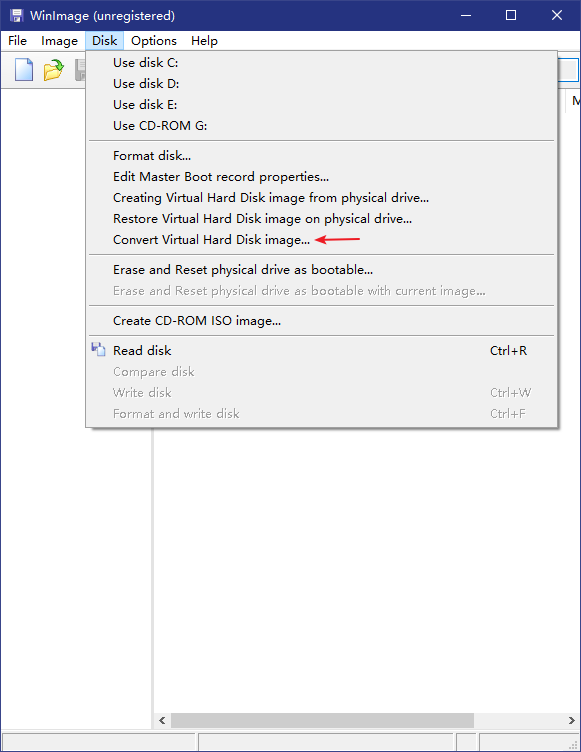 WinImage (unregistered)
File Image Disk Options Help
Use disk C:
Use disk D:
Use disk E:
Use CD-ROM G:
Format disk...
Edit Master Boot record properties...
Creating Virtual Hard Disk image from physical drive...
Restore Virtual Hard Disk image on physical drive...
Convert Virtual Hard Disk image...
Erase and Reset physical drive as bootable...
Erase and Reset physical drive as bootable with current image...
Create CD-ROM ISO image...
Read disk Ctrl+R
Compare disk
Write disk Ctrl+W
Format and write disk Ctrl+F